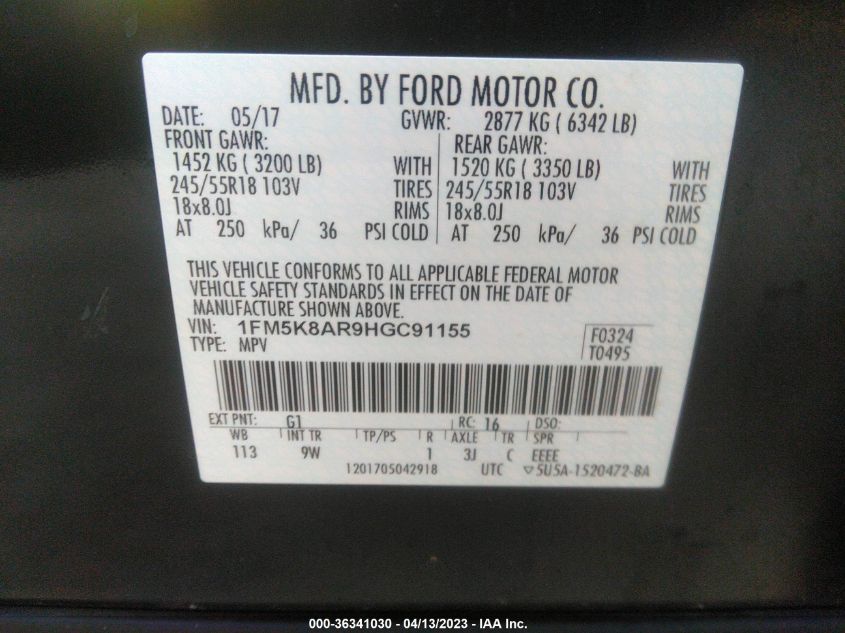 MFD. BY FORD MOTOR CO.
DATE: 05/17 GVWR: 2877 KG ( 6342 LB)
FRONT GAWR: REAR GAWR:
1452 KG ( 3200 LB) WITH 1520 KG ( 3350 LB) WITH
245/55R18 103V TIRES 245/55R18 103V TIRES
18x8.0J RIMS 18x8.0J RIMS
AT 250 kPa/ 36 PSI COLD AT 250 kPa/ 36 PSI COLD
THIS VEHICLE CONFORMS TO ALL APPLICABLE FEDERAL MOTOR
VEHICLE SAFETY STANDARDS IN EFFECT ON THE DATE OF
MANUFACTURE SHOWN ABOVE.
VIN: 1FM5K8AR9HGC91155 F0324
TYPE: MPV T0495
EXT PNT: G1 RC: 16 DSO:
WB INT TR TP/PS R AXLE TR SPR
113 9W 1 3J C EEEE
1201705042918 UTC ▽5U5A-1520472-BA
000-36341030 - 04/13/2023 - IAA Inc.